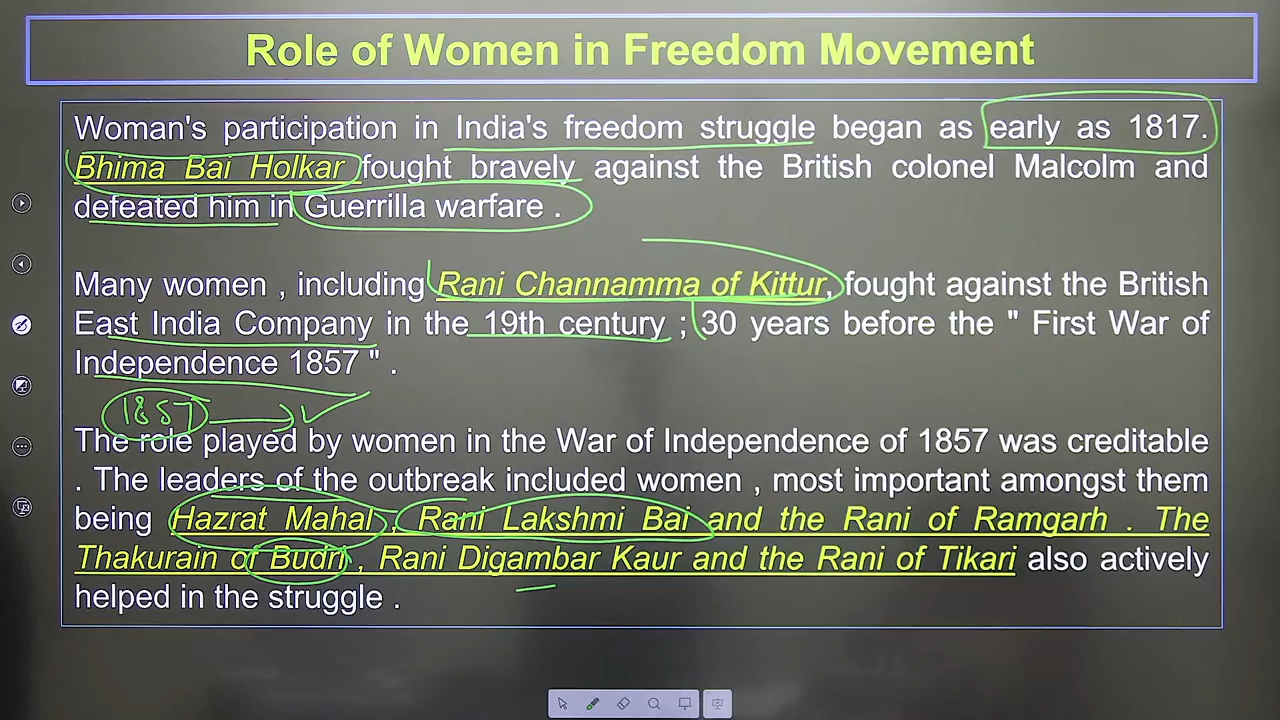 Role of Women in Freedom Movement
Woman's participation in India's freedom struggle began as early as 1817.
Bhima Bai Holkar fought bravely against the British colonel Malcolm and
defeated him in Guerrilla warfare .
Many women , including Rani Channamma of Kittur, fought against the British
East India Company in the 19th century ; 30 years before the " First War of
Independence 1857 " .
1857
The role played by women in the War of Independence of 1857 was creditable
. The leaders of the outbreak included women , most important amongst them
being Hazrat Mahal , Rani Lakshmi Bai and the Rani of Ramgarh . The
Thakurain of Budri , Rani Digambar Kaur and the Rani of Tikari also actively
helped in the struggle .